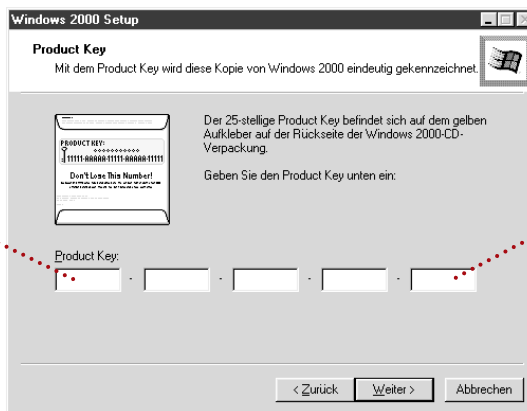 Windows 2000 Setup
Product Key
Mit dem Product Key wird diese Kopie von Windows 2000 eindeutig gekennzeichnet.
Der 25-stellige Product Key befindet sich auf dem gelben
Aufkleber auf der Rückseite der Windows 2000-CD-
Verpackung.
Geben Sie den Product Key unten ein:
PRODUCT KEY:
11111-AAAAA-11111-AAAAA-11111
Don't Lose This Number!
Product Key:
- - - -
< Zurück Weiter > Abbrechen